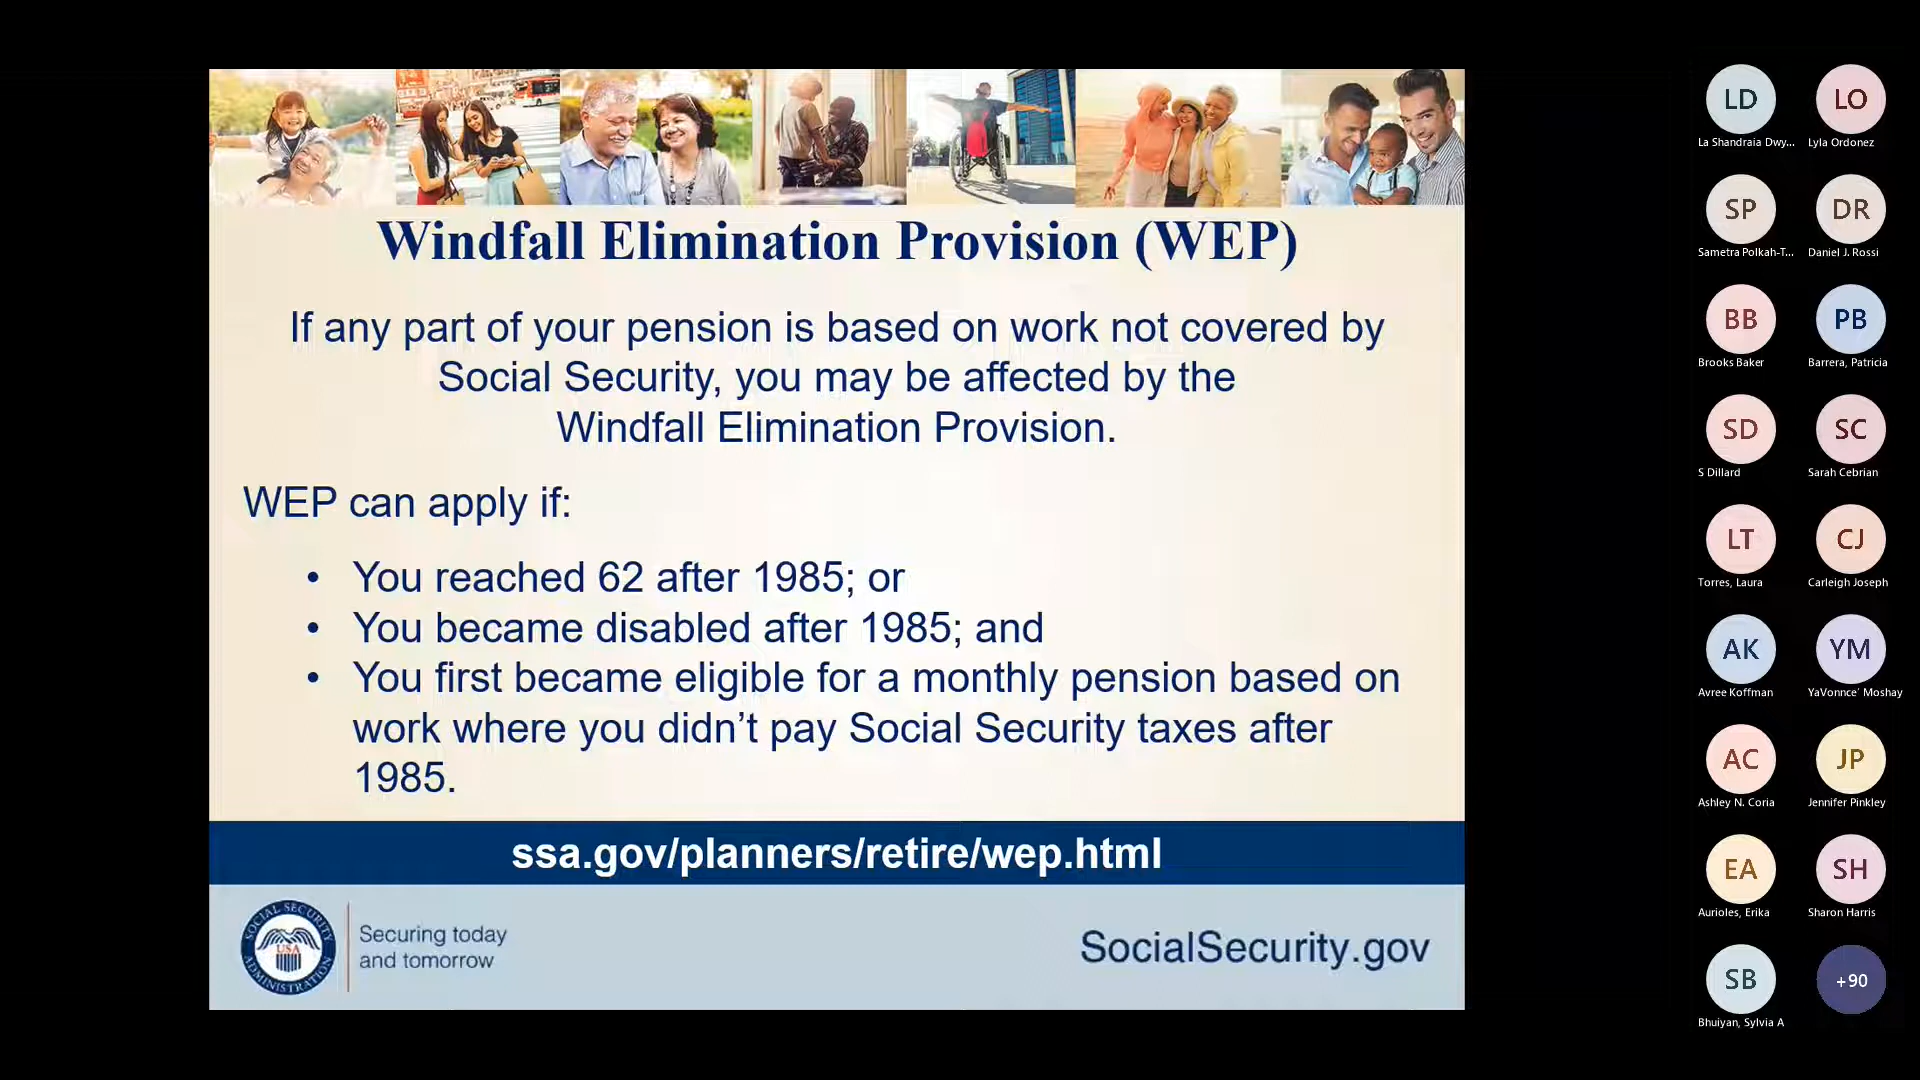 Windfall Elimination Provision (WEP)
If any part of your pension is based on work not covered by
Social Security, you may be affected by the
Windfall Elimination Provision.
WEP can apply if:
• You reached 62 after 1985; or
• You became disabled after 1985; and
• You first became eligible for a monthly pension based on
work where you didn’t pay Social Security taxes after
1985.
ssa.gov/planners/retire/wep.html
SOCIAL SECURITY ADMINISTRATION
USA
Securing today
and tomorrow
SocialSecurity.gov
LD
La Shandraia Dwy...
LO
Lyla Ordonez
SP
Sametra Polkah-T...
DR
Daniel J. Rossi
BB
Brooks Baker
PB
Barrera, Patricia
SD
S Dillard
SC
Sarah Cebrian
LT
Torres, Laura
CJ
Carleigh Joseph
AK
Avree Koffman
YM
YaVonnce' Moshay
AC
Ashley N. Coria
JP
Jennifer Pinkley
EA
Aurioles, Erika
SH
Sharon Harris
SB
Bhuiyan, Sylvia A
+90